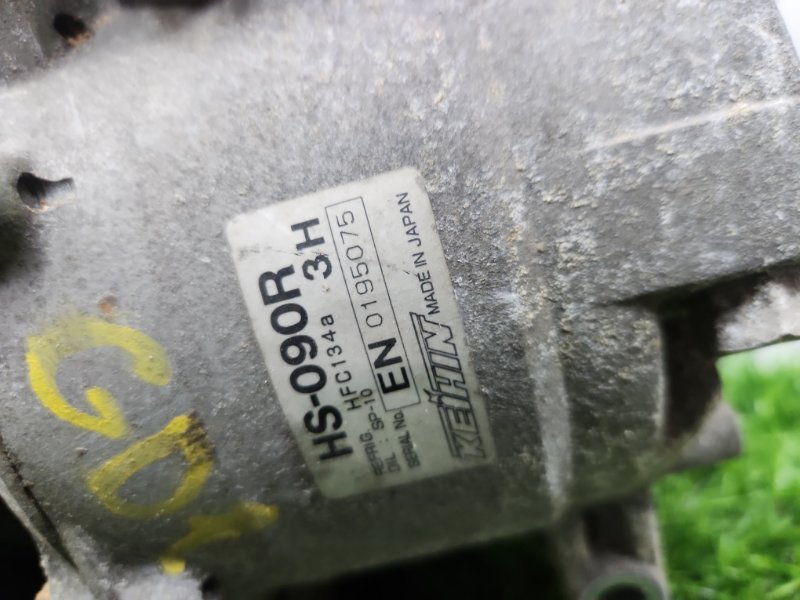 HS-090R
REFRIG HFC134a 3H
OIL : SP-10
SERIAL No. EN 0195075
KEIHIN MADE IN JAPAN
GD1